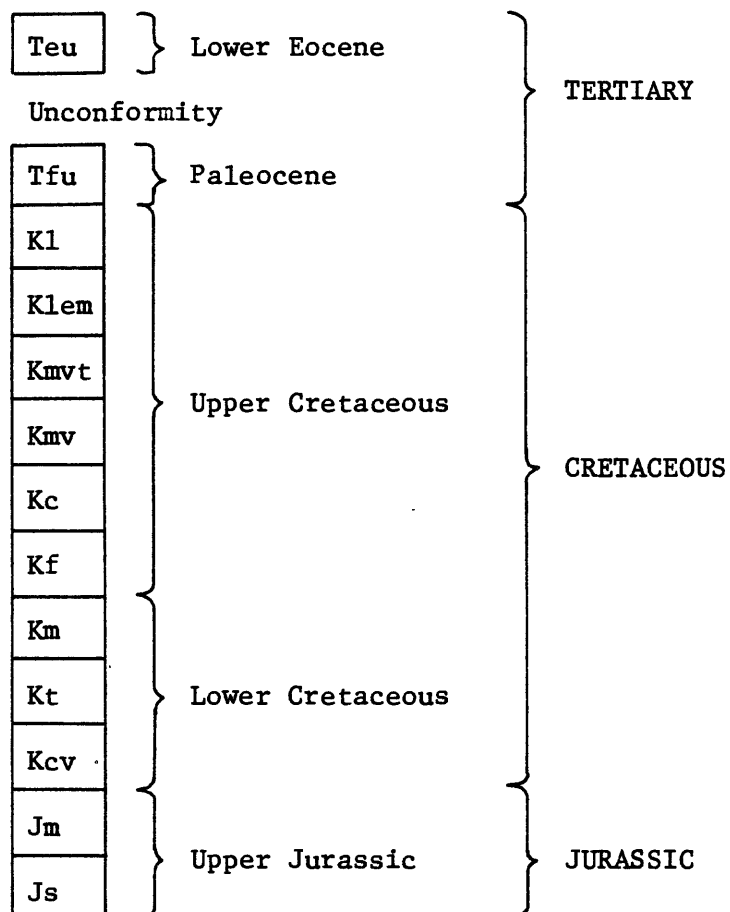 Teu Lower Eocene
TERTIARY
Unconformity
Tfu Paleocene
Kl
Klem
Kmvt
Upper Cretaceous
Kmv
CRETACEOUS
Kc
Kf
Km
Kt Lower Cretaceous
Kcv
Jm
Upper Jurassic JURASSIC
Js